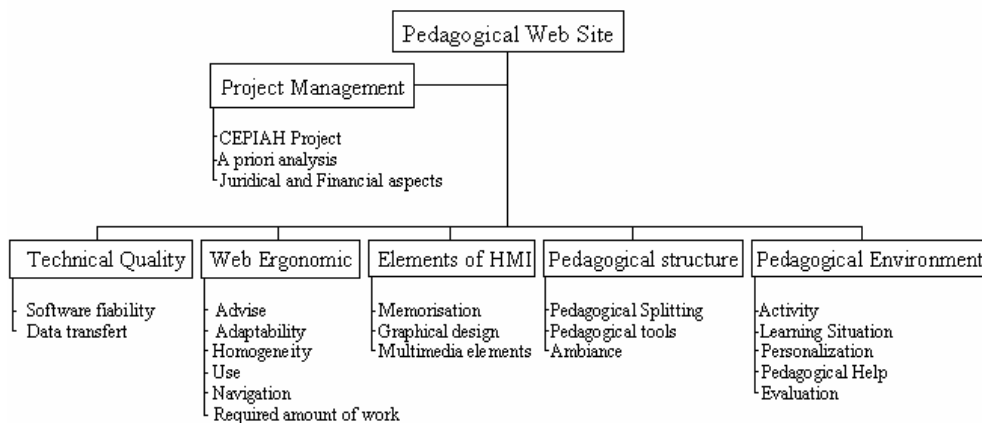 Pedagogical Web Site
Project Management
CEPIAH Project
A priori analysis
Juridical and Financial aspects
Technical Quality
Software fiability
Data transfert
Web Ergonomic
Advise
Adaptability
Homogeneity
Use
Navigation
Required amount of work
Elements of HMI
Memorisation
Graphical design
Multimedia elements
Pedagogical structure
Pedagogical Splitting
Pedagogical tools
Ambiance
Pedagogical Environment
Activity
Learning Situation
Personalization
Pedagogical Help
Evaluation